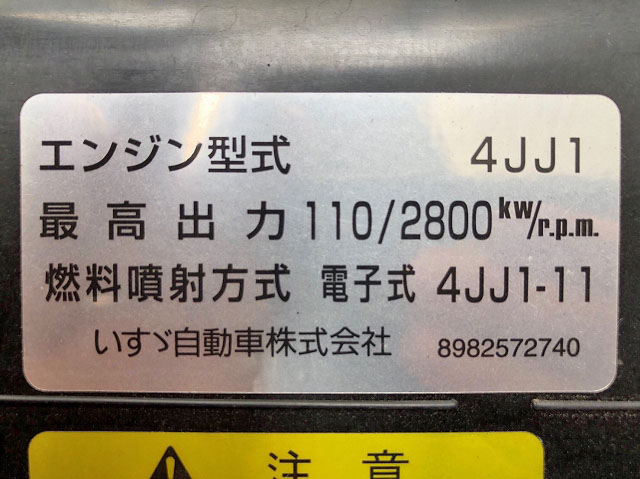 エンジン型式 4JJ1
最高出力 110/2800 kW/r.p.m.
燃料噴射方式 電子式 4JJ1-11
いすゞ自動車株式会社 8982572740
注意